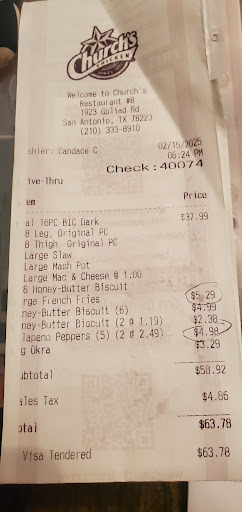 Church's
CHICKEN
Welcome to Church's
Restaurant #8
1923 Goliad Rd
San Antonio, TX 78223
(210) 333-8910
shier: Candace C 02/15/2025
06:24 PM
Check:40074
ive-Thru
em Price
al 16PC BIC Dark $37.99
8 Leg, Original PC
8 Thigh, Original PC
Large Slaw
Large Mash Pot
Large Mac & Cheese @ 1.00
8 Honey-Butter Biscuit
rge French Fries $5.29
ney-Butter Biscuit (6) $4.99
ney-Butter Biscuit (2 @ 1.19) $2.38
lapeno Peppers (5) (2 @ 2.49) $4.98
g Okra $3.29
ubtotal $58.92
ales Tax $4.86
otal $63.78
Visa Tendered $63.78